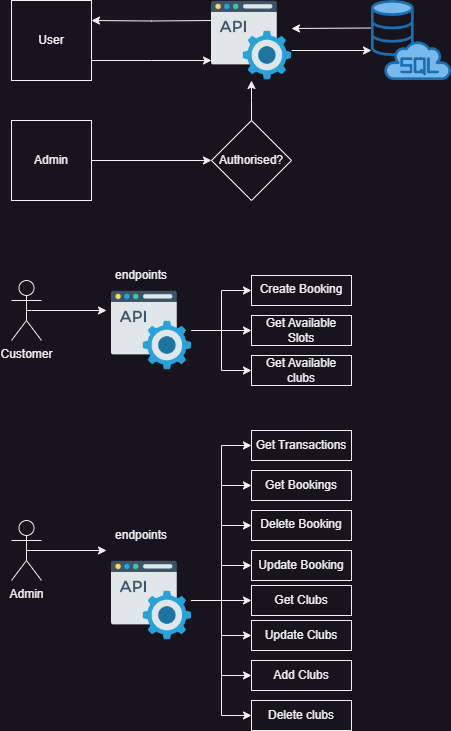 User
API
SQL
Admin
Authorised?
endpoints
API
Customer
Create Booking
Get Available
Slots
Get Available
clubs
endpoints
API
Admin
Get Transactions
Get Bookings
Delete Booking
Update Booking
Get Clubs
Update Clubs
Add Clubs
Delete clubs